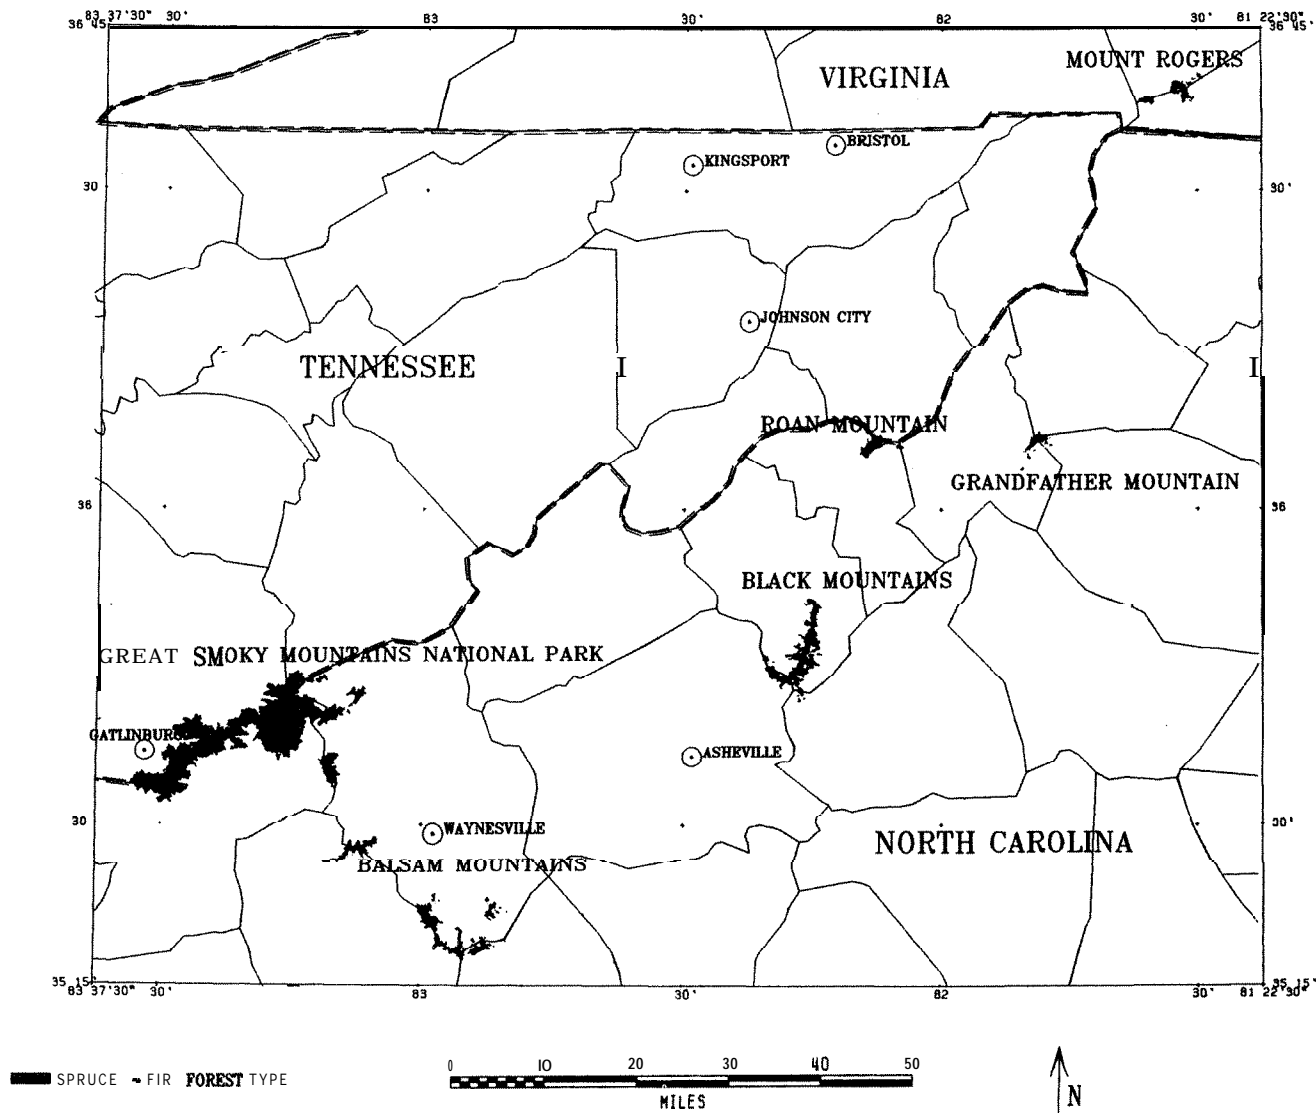 83 37'30" 30' 83 30' 82 30' 81 22'30"
36 45' 36 45'
MOUNT ROGERS
VIRGINIA
BRISTOL
KINGSPORT
30 30'
JOHNSON CITY
TENNESSEE I I
ROAN MOUNTAIN
GRANDFATHER MOUNTAIN
36 36
BLACK MOUNTAINS
GREAT SMOKY MOUNTAINS NATIONAL PARK
GATLINBURG
ASHEVILLE
30 30'
WAYNESVILLE
NORTH CAROLINA
BALSAM MOUNTAINS
35 15' 35 15'
83 37'30" 30' 83 30' 82 30' 81 22'30"
0 10 20 30 40 50
SPRUCE - FIR FOREST TYPE
MILES
N